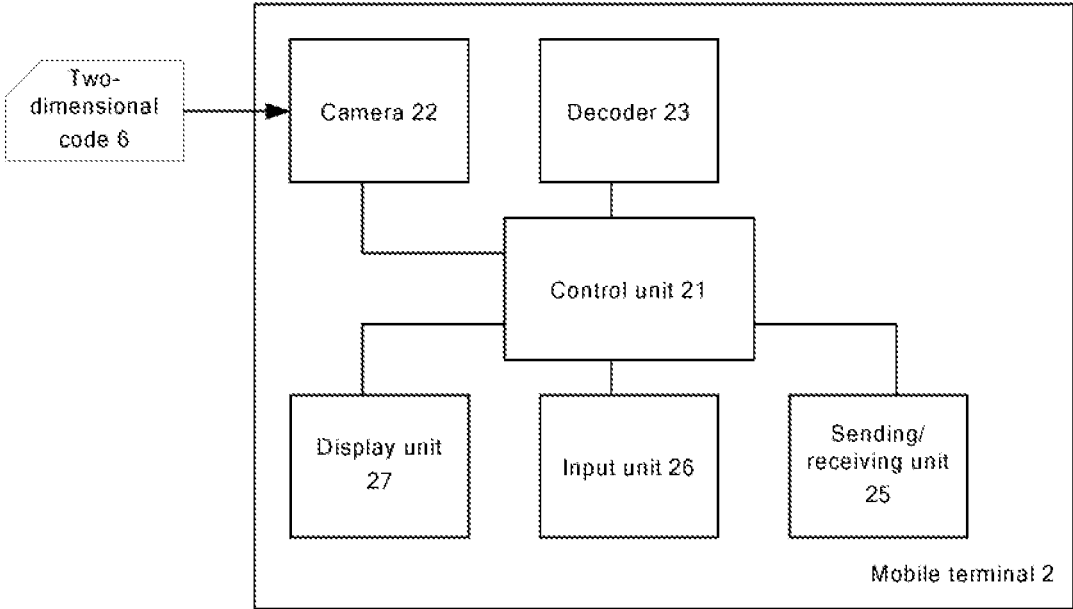 Two-
dimensional
code 6
Camera 22
Decoder 23
Control unit 21
Display unit
27
Input unit 26
Sending/
receiving unit
25
Mobile terminal 2